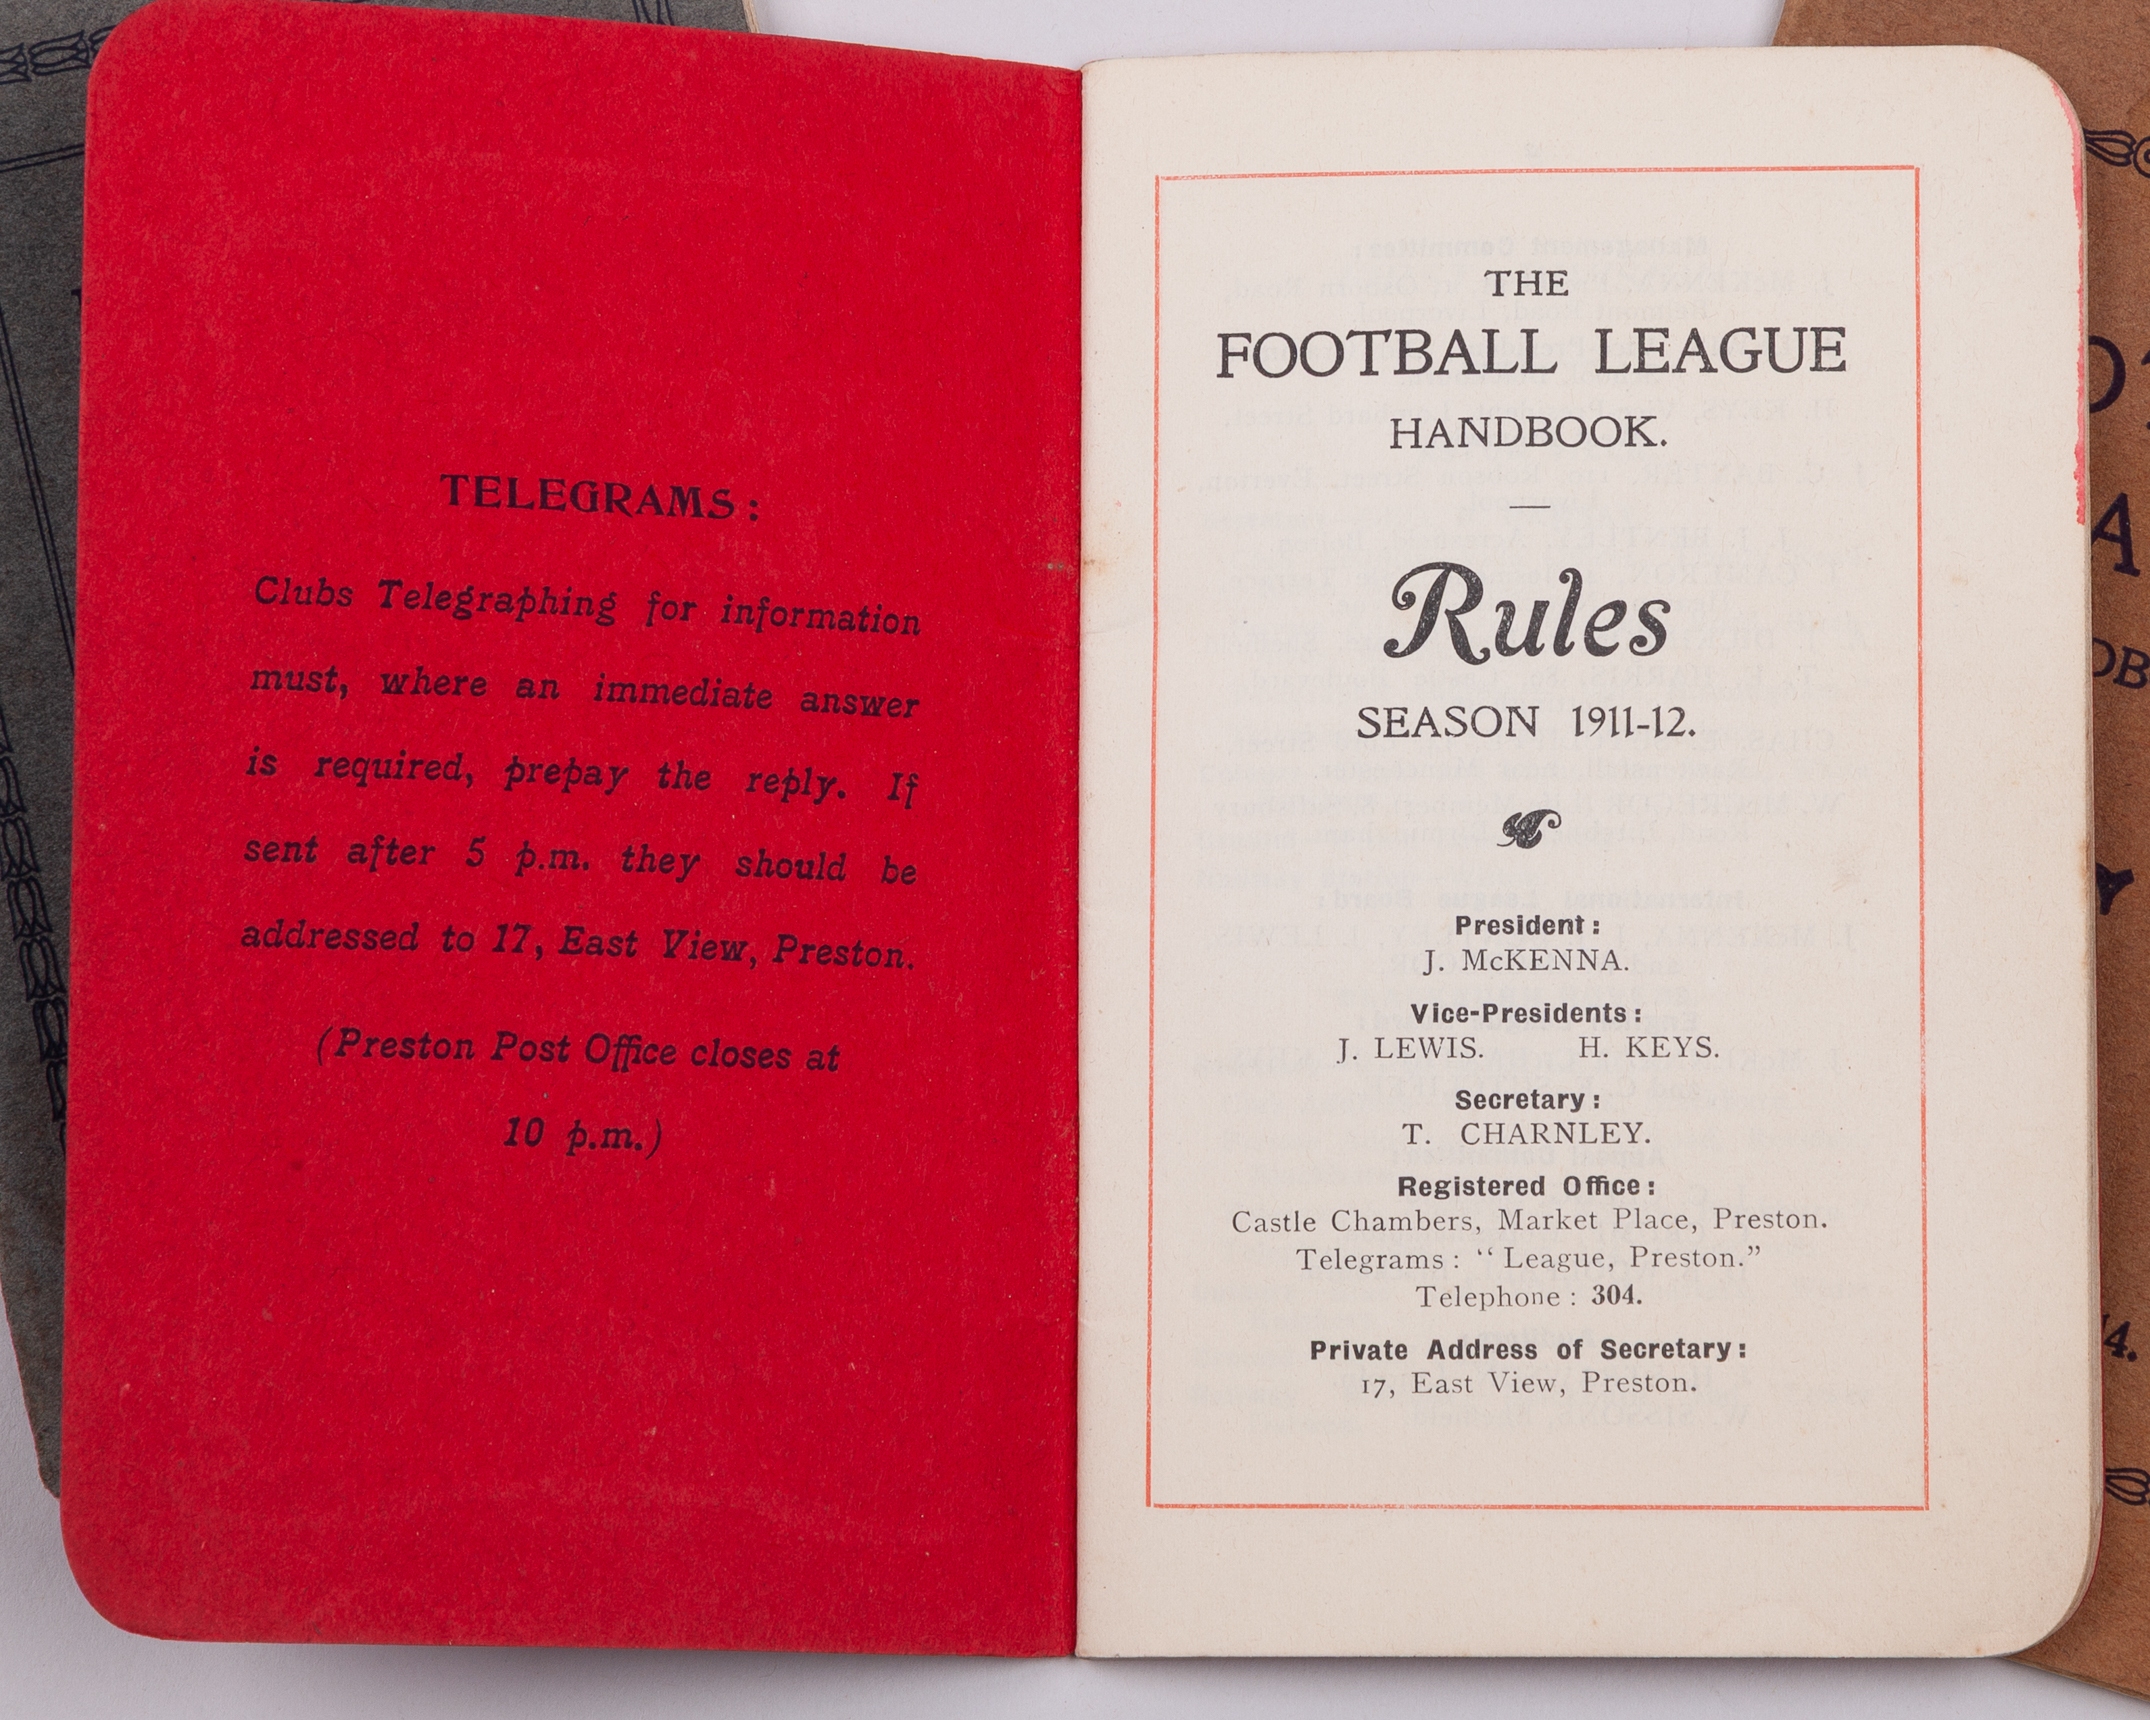 TELEGRAMS:
Clubs Telegraphing for information
must, where an immediate answer
is required, prepay the reply. If
sent after 5 p.m. they should be
addressed to 17, East View, Preston.
(Preston Post Office closes at
10 p.m.)
THE
FOOTBALL LEAGUE
HANDBOOK.
Rules
SEASON 1911-12.
President:
J. McKENNA.
Vice-Presidents:
J. LEWIS. H. KEYS.
Secretary:
T. CHARNLEY.
Registered Office:
Castle Chambers, Market Place, Preston.
Telegrams: "League, Preston."
Telephone: 304.
Private Address of Secretary:
17, East View, Preston.